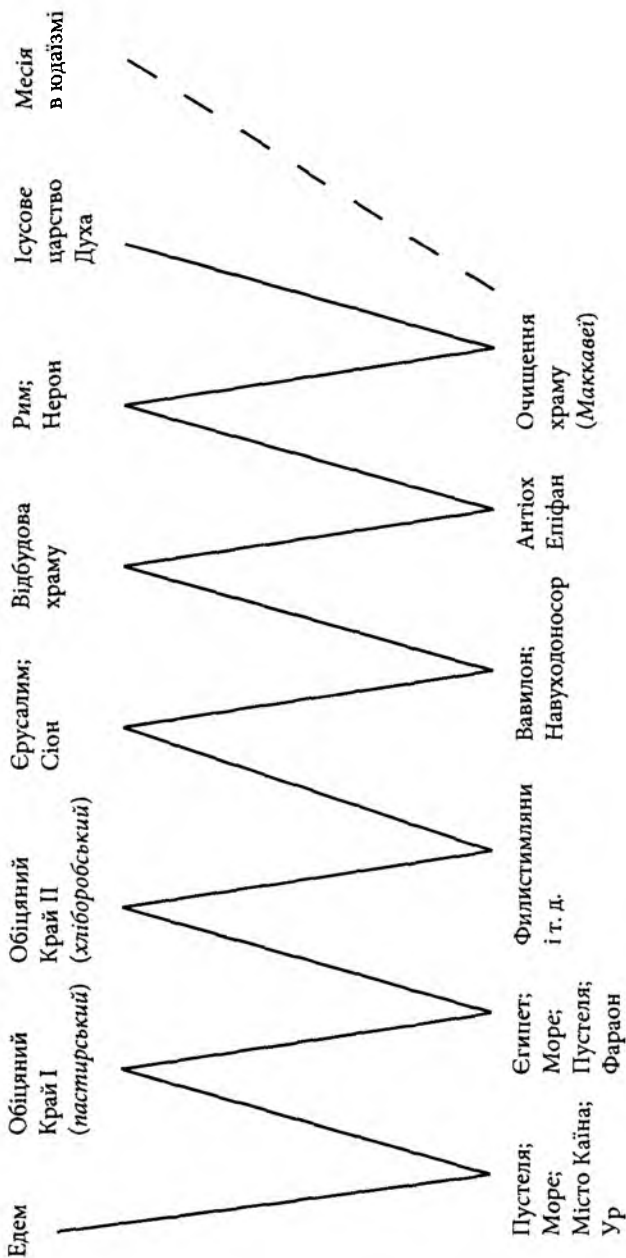 Едем
Обіцяний
Край I
(пастирський)
Обіцяний
Край II
(хліборобський)
Єрусалим;
Сіон
Відбудова
храму
Рим;
Нерон
Ісусове
царство
Духа
Месія
в юдаїзмі
Пустеля;
Море;
Місто Каїна;
Ур
Єгипет;
Море;
Пустеля;
Фараон
Филистимляни
і т. д.
Вавилон;
Навуходоносор
Антіох
Епіфан
Очищення
храму
(Маккавеї)